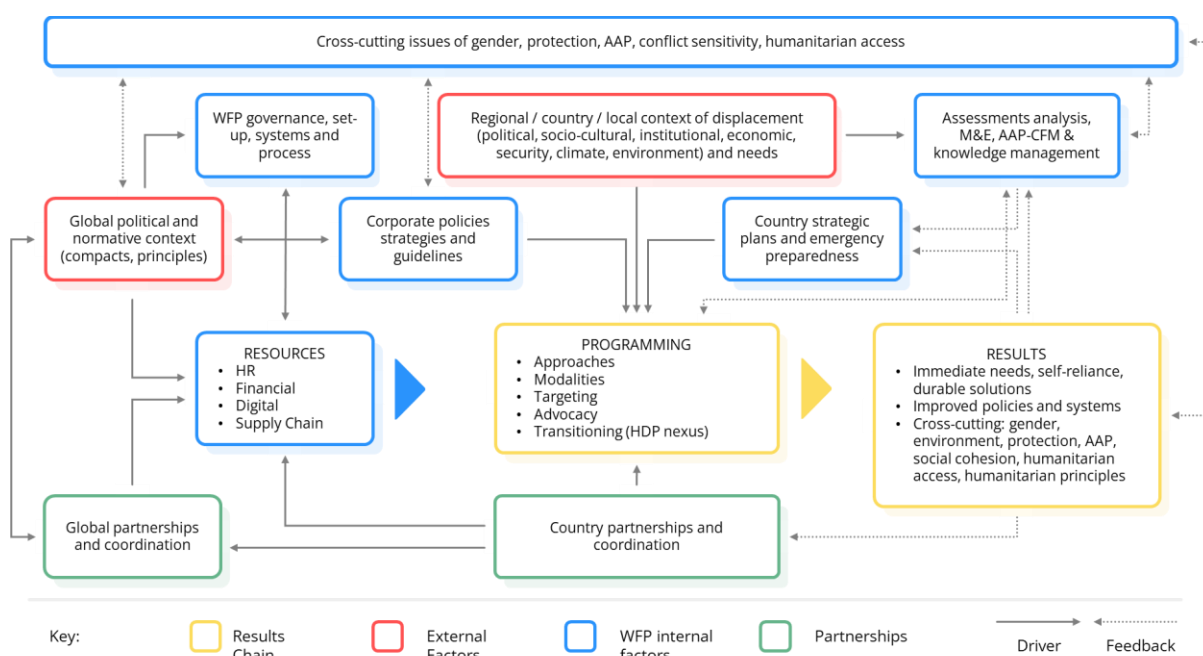 Cross-cutting issues of gender, protection, AAP, conflict sensitivity, humanitarian access
WFP governance, set-
up, systems and
process
Regional / country / local context of displacement
(political, socio-cultural, institutional, economic,
security, climate, environment) and needs
Assessments analysis,
M&E, AAP-CFM &
knowledge management
Global political and
normative context
(compacts, principles)
Corporate policies
strategies and
guidelines
Country strategic
plans and emergency
preparedness
RESOURCES
• HR
• Financial
• Digital
• Supply Chain
PROGRAMMING
• Approaches
• Modalities
• Targeting
• Advocacy
• Transitioning (HDP nexus)
RESULTS
• Immediate needs, self-reliance,
durable solutions
• Improved policies and systems
• Cross-cutting: gender,
environment, protection, AAP,
social cohesion, humanitarian
access, humanitarian principles
Global partnerships
and coordination
Country partnerships and
coordination
Key:
Results
Chain
External
Factors
WFP internal
factors
Partnerships
Driver
Feedback